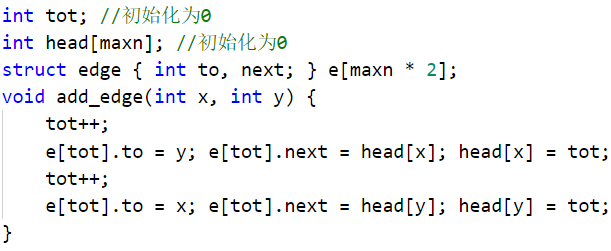 int tot; //初始化为0
int head[maxn]; //初始化为0
struct edge { int to, next; } e[maxn * 2];
void add_edge(int x, int y) {
    tot++;
    e[tot].to = y; e[tot].next = head[x]; head[x] = tot;
    tot++;
    e[tot].to = x; e[tot].next = head[y]; head[y] = tot;
}